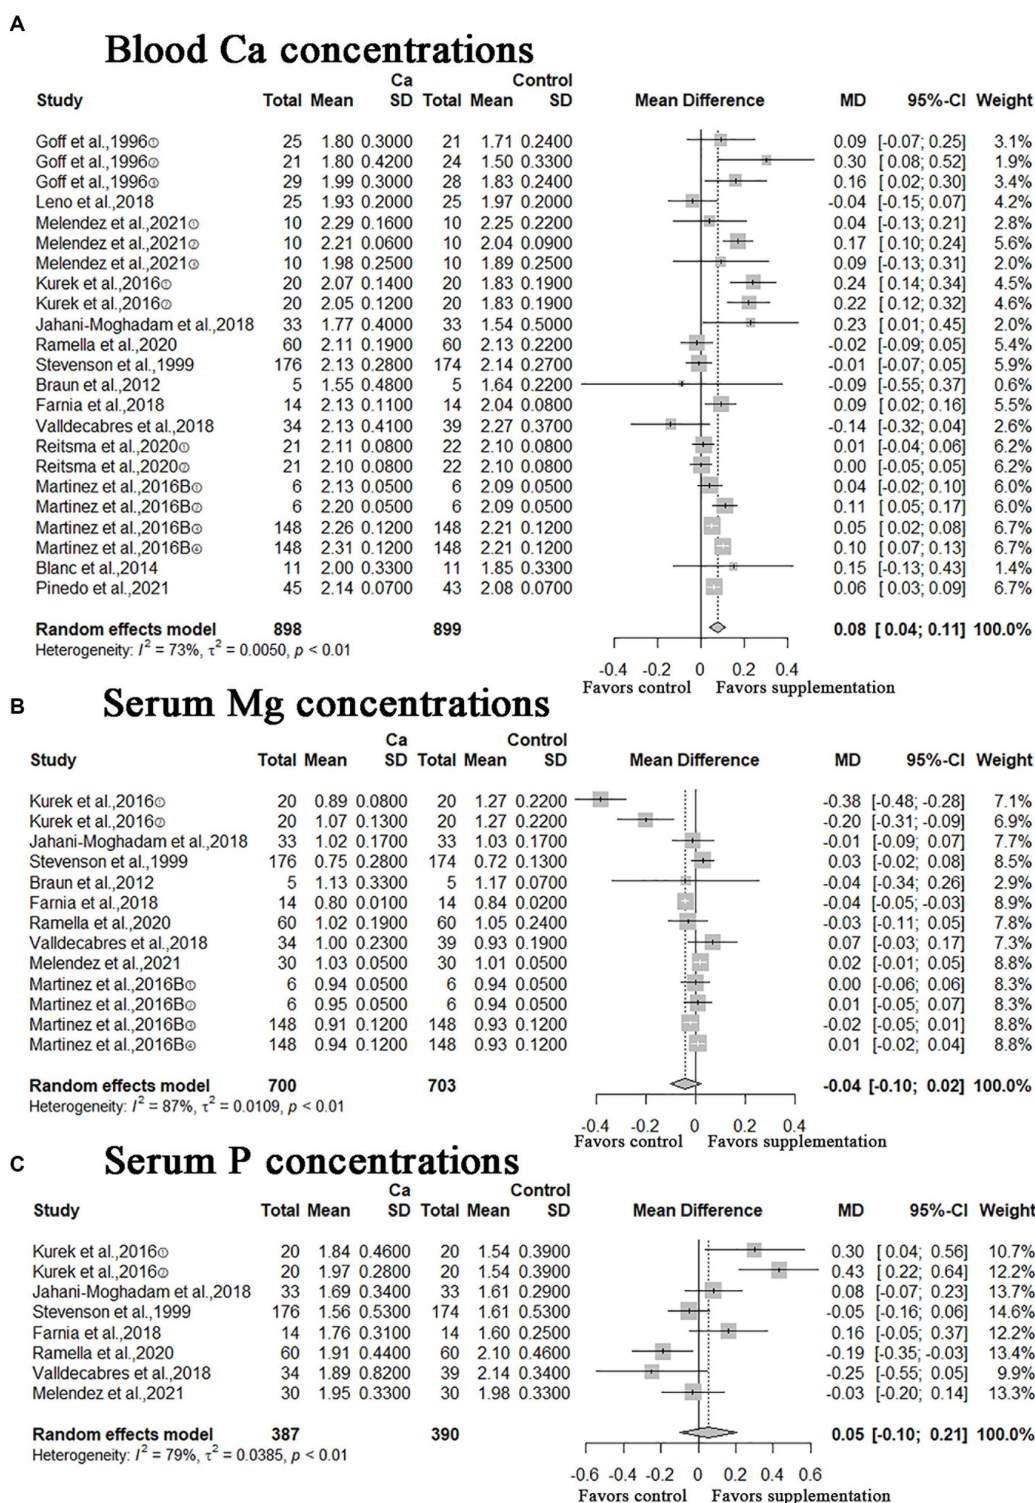 A
Blood Ca concentrations
Ca Control
Study Total Mean SD Total Mean SD Mean Difference MD 95%-CI Weight
Goff et al.,1996① 25 1.80 0.3000 21 1.71 0.2400 0.09 [-0.07; 0.25] 3.1%
Goff et al.,1996② 21 1.80 0.4200 24 1.50 0.3300 0.30 [ 0.08; 0.52] 1.9%
Goff et al.,1996③ 29 1.99 0.3000 28 1.83 0.2400 0.16 [ 0.02; 0.30] 3.4%
Leno et al.,2018 25 1.93 0.2000 25 1.97 0.2000 -0.04 [-0.15; 0.07] 4.2%
Melendez et al.,2021① 10 2.29 0.1600 10 2.25 0.2200 0.04 [-0.13; 0.21] 2.8%
Melendez et al.,2021② 10 2.21 0.0600 10 2.04 0.0900 0.17 [ 0.10; 0.24] 5.6%
Melendez et al.,2021③ 10 1.98 0.2500 10 1.89 0.2500 0.09 [-0.13; 0.31] 2.0%
Kurek et al.,2016① 20 2.07 0.1400 20 1.83 0.1900 0.24 [ 0.14; 0.34] 4.5%
Kurek et al.,2016② 20 2.05 0.1200 20 1.83 0.1900 0.22 [ 0.12; 0.32] 4.6%
Jahani-Moghadam et al.,2018 33 1.77 0.4000 33 1.54 0.5000 0.23 [ 0.01; 0.45] 2.0%
Ramella et al.,2020 60 2.11 0.1900 60 2.13 0.2200 -0.02 [-0.09; 0.05] 5.4%
Stevenson et al.,1999 176 2.13 0.2800 174 2.14 0.2700 -0.01 [-0.07; 0.05] 5.9%
Braun et al.,2012 5 1.55 0.4800 5 1.64 0.2200 -0.09 [-0.55; 0.37] 0.6%
Farnia et al.,2018 14 2.13 0.1100 14 2.04 0.0800 0.09 [ 0.02; 0.16] 5.5%
Valldecabres et al.,2018 34 2.13 0.4100 39 2.27 0.3700 -0.14 [-0.32; 0.04] 2.6%
Reitsma et al.,2020① 21 2.11 0.0800 22 2.10 0.0800 0.01 [-0.04; 0.06] 6.2%
Reitsma et al.,2020② 21 2.10 0.0800 22 2.10 0.0800 0.00 [-0.05; 0.05] 6.2%
Martinez et al.,2016B① 6 2.13 0.0500 6 2.09 0.0500 0.04 [-0.02; 0.10] 6.0%
Martinez et al.,2016B② 6 2.20 0.0500 6 2.09 0.0500 0.11 [ 0.05; 0.17] 6.0%
Martinez et al.,2016B③ 148 2.26 0.1200 148 2.21 0.1200 0.05 [ 0.02; 0.08] 6.7%
Martinez et al.,2016B④ 148 2.31 0.1200 148 2.21 0.1200 0.10 [ 0.07; 0.13] 6.7%
Blanc et al.,2014 11 2.00 0.3300 11 1.85 0.3300 0.15 [-0.13; 0.43] 1.4%
Pinedo et al.,2021 45 2.14 0.0700 43 2.08 0.0700 0.06 [ 0.03; 0.09] 6.7%
Random effects model 898 899 0.08 [ 0.04; 0.11] 100.0%
Heterogeneity: I² = 73%, τ² = 0.0050, p < 0.01
-0.4 -0.2 0 0.2 0.4
Favors control Favors supplementation
B
Serum Mg concentrations
Ca Control
Study Total Mean SD Total Mean SD Mean Difference MD 95%-CI Weight
Kurek et al.,2016① 20 0.89 0.0800 20 1.27 0.2200 -0.38 [-0.48; -0.28] 7.1%
Kurek et al.,2016② 20 1.07 0.1300 20 1.27 0.2200 -0.20 [-0.31; -0.09] 6.9%
Jahani-Moghadam et al.,2018 33 1.02 0.1700 33 1.03 0.1700 -0.01 [-0.09; 0.07] 7.7%
Stevenson et al.,1999 176 0.75 0.2800 174 0.72 0.1300 0.03 [-0.02; 0.08] 8.5%
Braun et al.,2012 5 1.13 0.3300 5 1.17 0.0700 -0.04 [-0.34; 0.26] 2.9%
Farnia et al.,2018 14 0.80 0.0100 14 0.84 0.0200 -0.04 [-0.05; -0.03] 8.9%
Ramella et al.,2020 60 1.02 0.1900 60 1.05 0.2400 -0.03 [-0.11; 0.05] 7.8%
Valldecabres et al.,2018 34 1.00 0.2300 39 0.93 0.1900 0.07 [-0.03; 0.17] 7.3%
Melendez et al.,2021 30 1.03 0.0500 30 1.01 0.0500 0.02 [-0.01; 0.05] 8.8%
Martinez et al.,2016B① 6 0.94 0.0500 6 0.94 0.0500 0.00 [-0.06; 0.06] 8.3%
Martinez et al.,2016B② 6 0.95 0.0500 6 0.94 0.0500 0.01 [-0.05; 0.07] 8.3%
Martinez et al.,2016B③ 148 0.91 0.1200 148 0.93 0.1200 -0.02 [-0.05; 0.01] 8.8%
Martinez et al.,2016B④ 148 0.94 0.1200 148 0.93 0.1200 0.01 [-0.02; 0.04] 8.8%
Random effects model 700 703 -0.04 [-0.10; 0.02] 100.0%
Heterogeneity: I² = 87%, τ² = 0.0109, p < 0.01
-0.4 -0.2 0 0.2 0.4
Favors control Favors supplementation
C
Serum P concentrations
Ca Control
Study Total Mean SD Total Mean SD Mean Difference MD 95%-CI Weight
Kurek et al.,2016① 20 1.84 0.4600 20 1.54 0.3900 0.30 [ 0.04; 0.56] 10.7%
Kurek et al.,2016② 20 1.97 0.2800 20 1.54 0.3900 0.43 [ 0.22; 0.64] 12.2%
Jahani-Moghadam et al.,2018 33 1.69 0.3400 33 1.61 0.2900 0.08 [-0.07; 0.23] 13.7%
Stevenson et al.,1999 176 1.56 0.5300 174 1.61 0.5300 -0.05 [-0.16; 0.06] 14.6%
Farnia et al.,2018 14 1.76 0.3100 14 1.60 0.2500 0.16 [-0.05; 0.37] 12.2%
Ramella et al.,2020 60 1.91 0.4400 60 2.10 0.4600 -0.19 [-0.35; -0.03] 13.4%
Valldecabres et al.,2018 34 1.89 0.8200 39 2.14 0.3400 -0.25 [-0.55; 0.05] 9.9%
Melendez et al.,2021 30 1.95 0.3300 30 1.98 0.3300 -0.03 [-0.20; 0.14] 13.3%
Random effects model 387 390 0.05 [-0.10; 0.21] 100.0%
Heterogeneity: I² = 79%, τ² = 0.0385, p < 0.01
-0.6 -0.4 -0.2 0 0.2 0.4 0.6
Favors control Favors supplementation